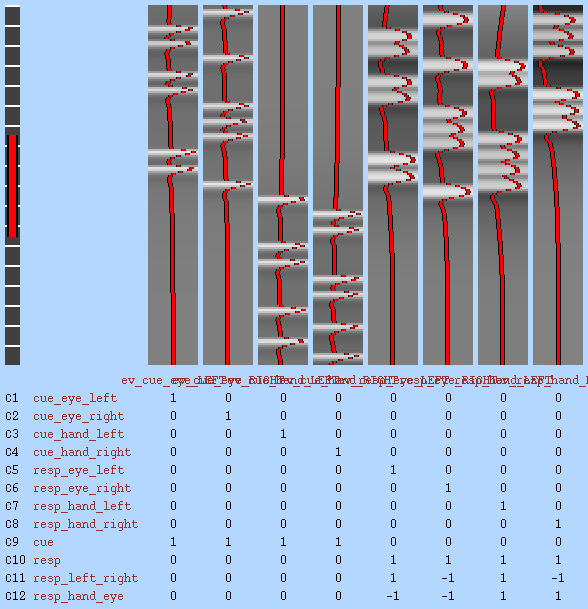 C1 cue_eye_left 1 0 0 0 0 0 0 0
C2 cue_eye_right 0 1 0 0 0 0 0 0
C3 cue_hand_left 0 0 1 0 0 0 0 0
C4 cue_hand_right 0 0 0 1 0 0 0 0
C5 resp_eye_left 0 0 0 0 1 0 0 0
C6 resp_eye_right 0 0 0 0 0 1 0 0
C7 resp_hand_left 0 0 0 0 0 0 1 0
C8 resp_hand_right 0 0 0 0 0 0 0 1
C9 cue 1 1 1 1 0 0 0 0
C10 resp 0 0 0 0 1 1 1 1
C11 resp_left_right 0 0 0 0 1 -1 1 -1
C12 resp_hand_eye 0 0 0 0 -1 -1 1 1